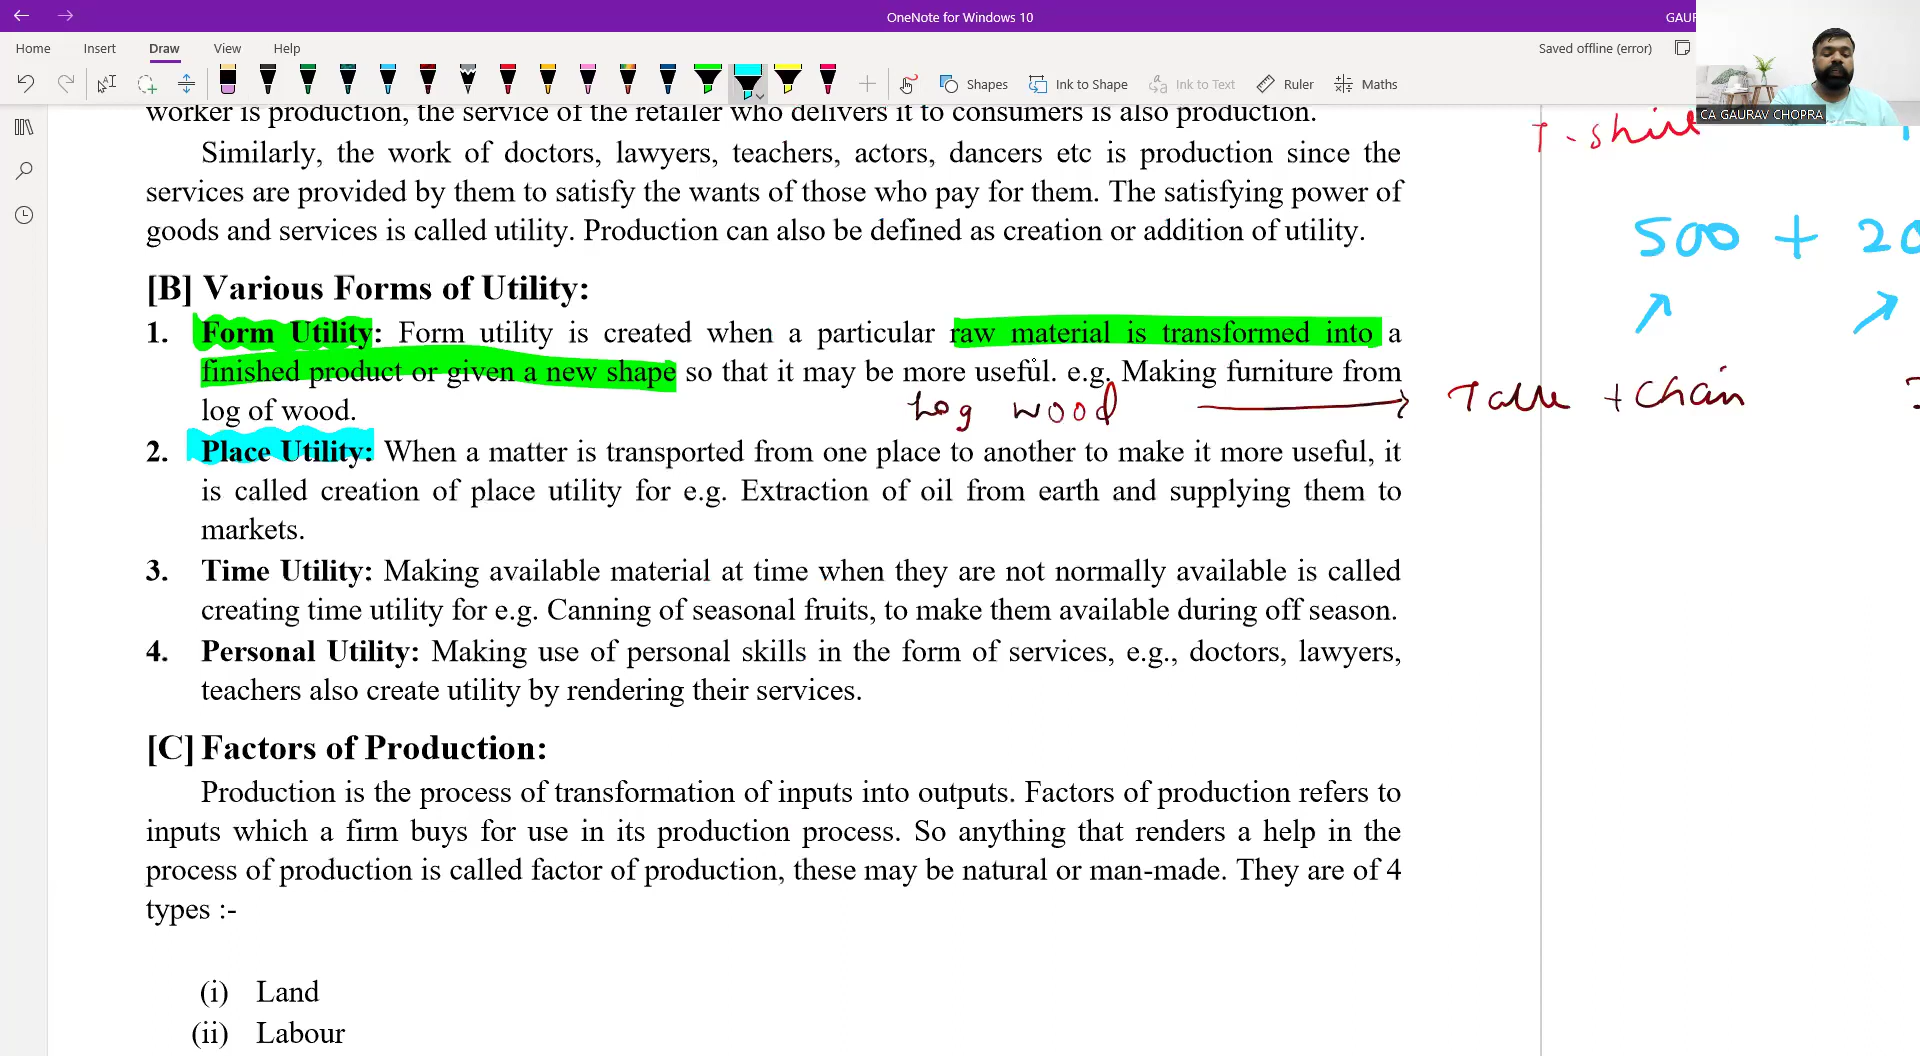 OneNote for Windows 10
Home Insert Draw View Help
Saved offline (error)
Shapes Ink to Shape Ink to Text Ruler Maths
CA GAURAV CHOPRA
worker is production, the service of the retailer who delivers it to consumers is also production.
T-shirt
Similarly, the work of doctors, lawyers, teachers, actors, dancers etc is production since the
services are provided by them to satisfy the wants of those who pay for them. The satisfying power of
goods and services is called utility. Production can also be defined as creation or addition of utility.
500 + 20
[B] Various Forms of Utility:
1. Form Utility: Form utility is created when a particular raw material is transformed into a
finished product or given a new shape so that it may be more useful. e.g. Making furniture from
log of wood.
Log wood → Table + Chair
2. Place Utility: When a matter is transported from one place to another to make it more useful, it
is called creation of place utility for e.g. Extraction of oil from earth and supplying them to
markets.
3. Time Utility: Making available material at time when they are not normally available is called
creating time utility for e.g. Canning of seasonal fruits, to make them available during off season.
4. Personal Utility: Making use of personal skills in the form of services, e.g., doctors, lawyers,
teachers also create utility by rendering their services.
[C] Factors of Production:
Production is the process of transformation of inputs into outputs. Factors of production refers to
inputs which a firm buys for use in its production process. So anything that renders a help in the
process of production is called factor of production, these may be natural or man-made. They are of 4
types :-
(i) Land
(ii) Labour